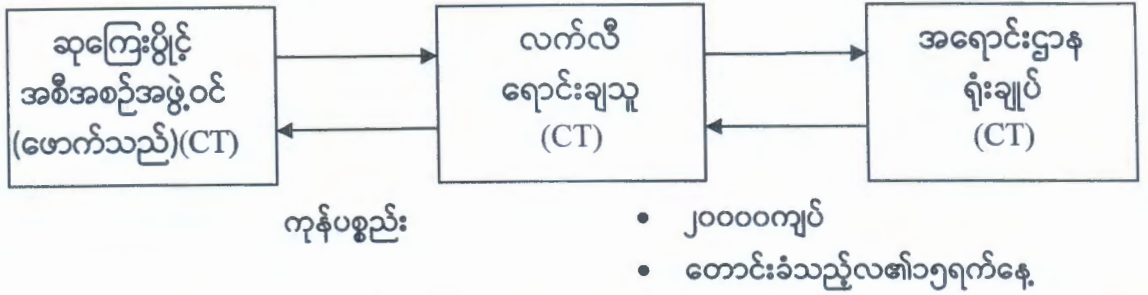 ဆုကြေးပွိုင့်
အစီအစဉ်အဖွဲ့ဝင်
(ဖောက်သည်)(CT)
လက်လီ
ရောင်းချသူ
(CT)
အရောင်းဌာန
ရုံးချုပ်
(CT)
ကုန်ပစ္စည်း
• ၂၀၀၀၀ကျပ်
• တောင်းခံသည့်လ၏၁၅ရက်နေ့